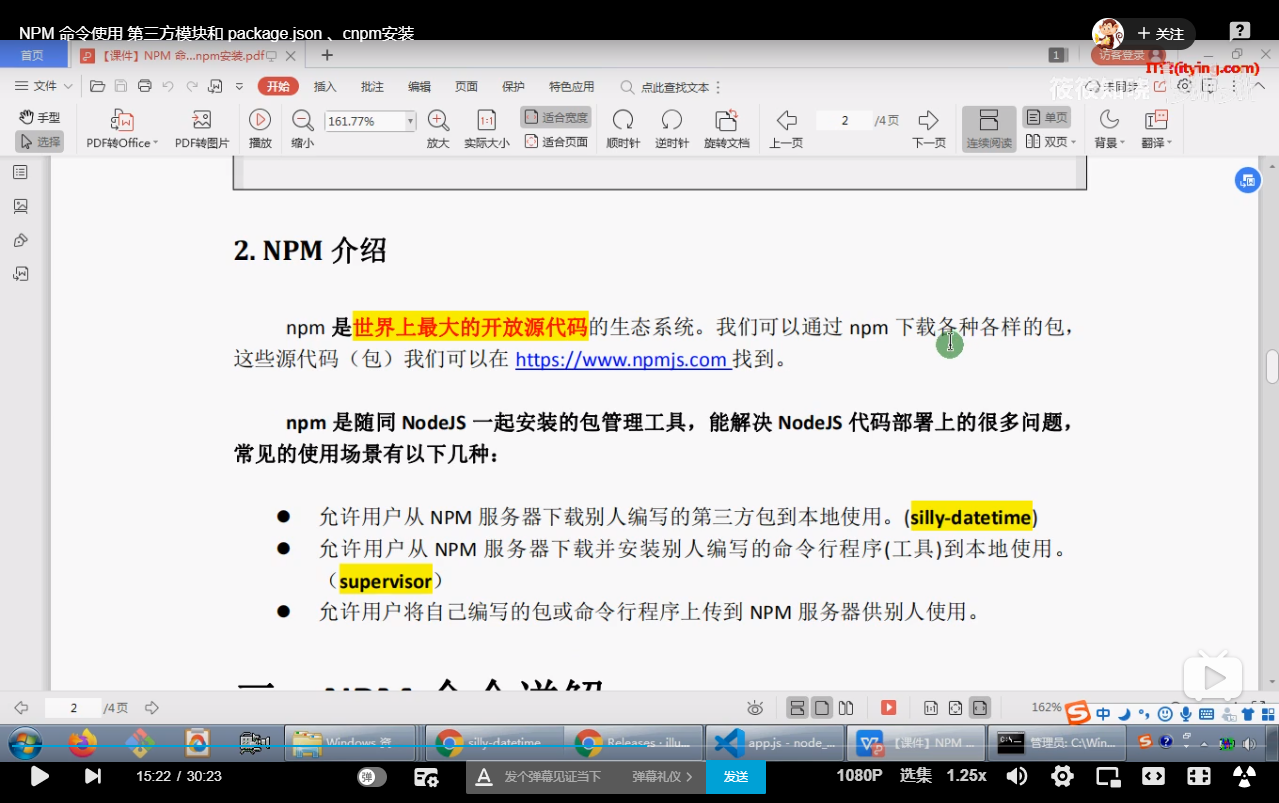 NPM 命令使用 第三方模块和 package.json 、cnpm安装
+ 关注
首页
【课件】NPM 命...npm安装.pdf
1
访客登录
IT营(itying.com)
文件
开始
插入
批注
编辑
页面
保护
特色应用
点此查找文本
手型
选择
PDF转Office
PDF转图片
播放
缩小
161.77%
放大
1:1
实际大小
适合宽度
适合页面
顺时针
逆时针
旋转文档
上一页
2
/4页
下一页
连续阅读
单页
双页
背景
翻译
2. NPM 介绍
npm 是世界上最大的开放源代码的生态系统。我们可以通过 npm 下载各种各样的包，
这些源代码（包）我们可以在 https://www.npmjs.com 找到。
npm 是随同 NodeJS 一起安装的包管理工具，能解决 NodeJS 代码部署上的很多问题，
常见的使用场景有以下几种：
● 允许用户从 NPM 服务器下载别人编写的第三方包到本地使用。(silly-datetime)
● 允许用户从 NPM 服务器下载并安装别人编写的命令行程序(工具)到本地使用。
（supervisor）
● 允许用户将自己编写的包或命令行程序上传到 NPM 服务器供别人使用。
2
/4页
162%
中
Windows 资
silly-datetime
Releases · illu...
app.js - node_...
【课件】NPM ...
管理员: C:\Win...
15:22 / 30:23
弹
发个弹幕见证当下
弹幕礼仪 >
发送
1080P
选集
1.25x